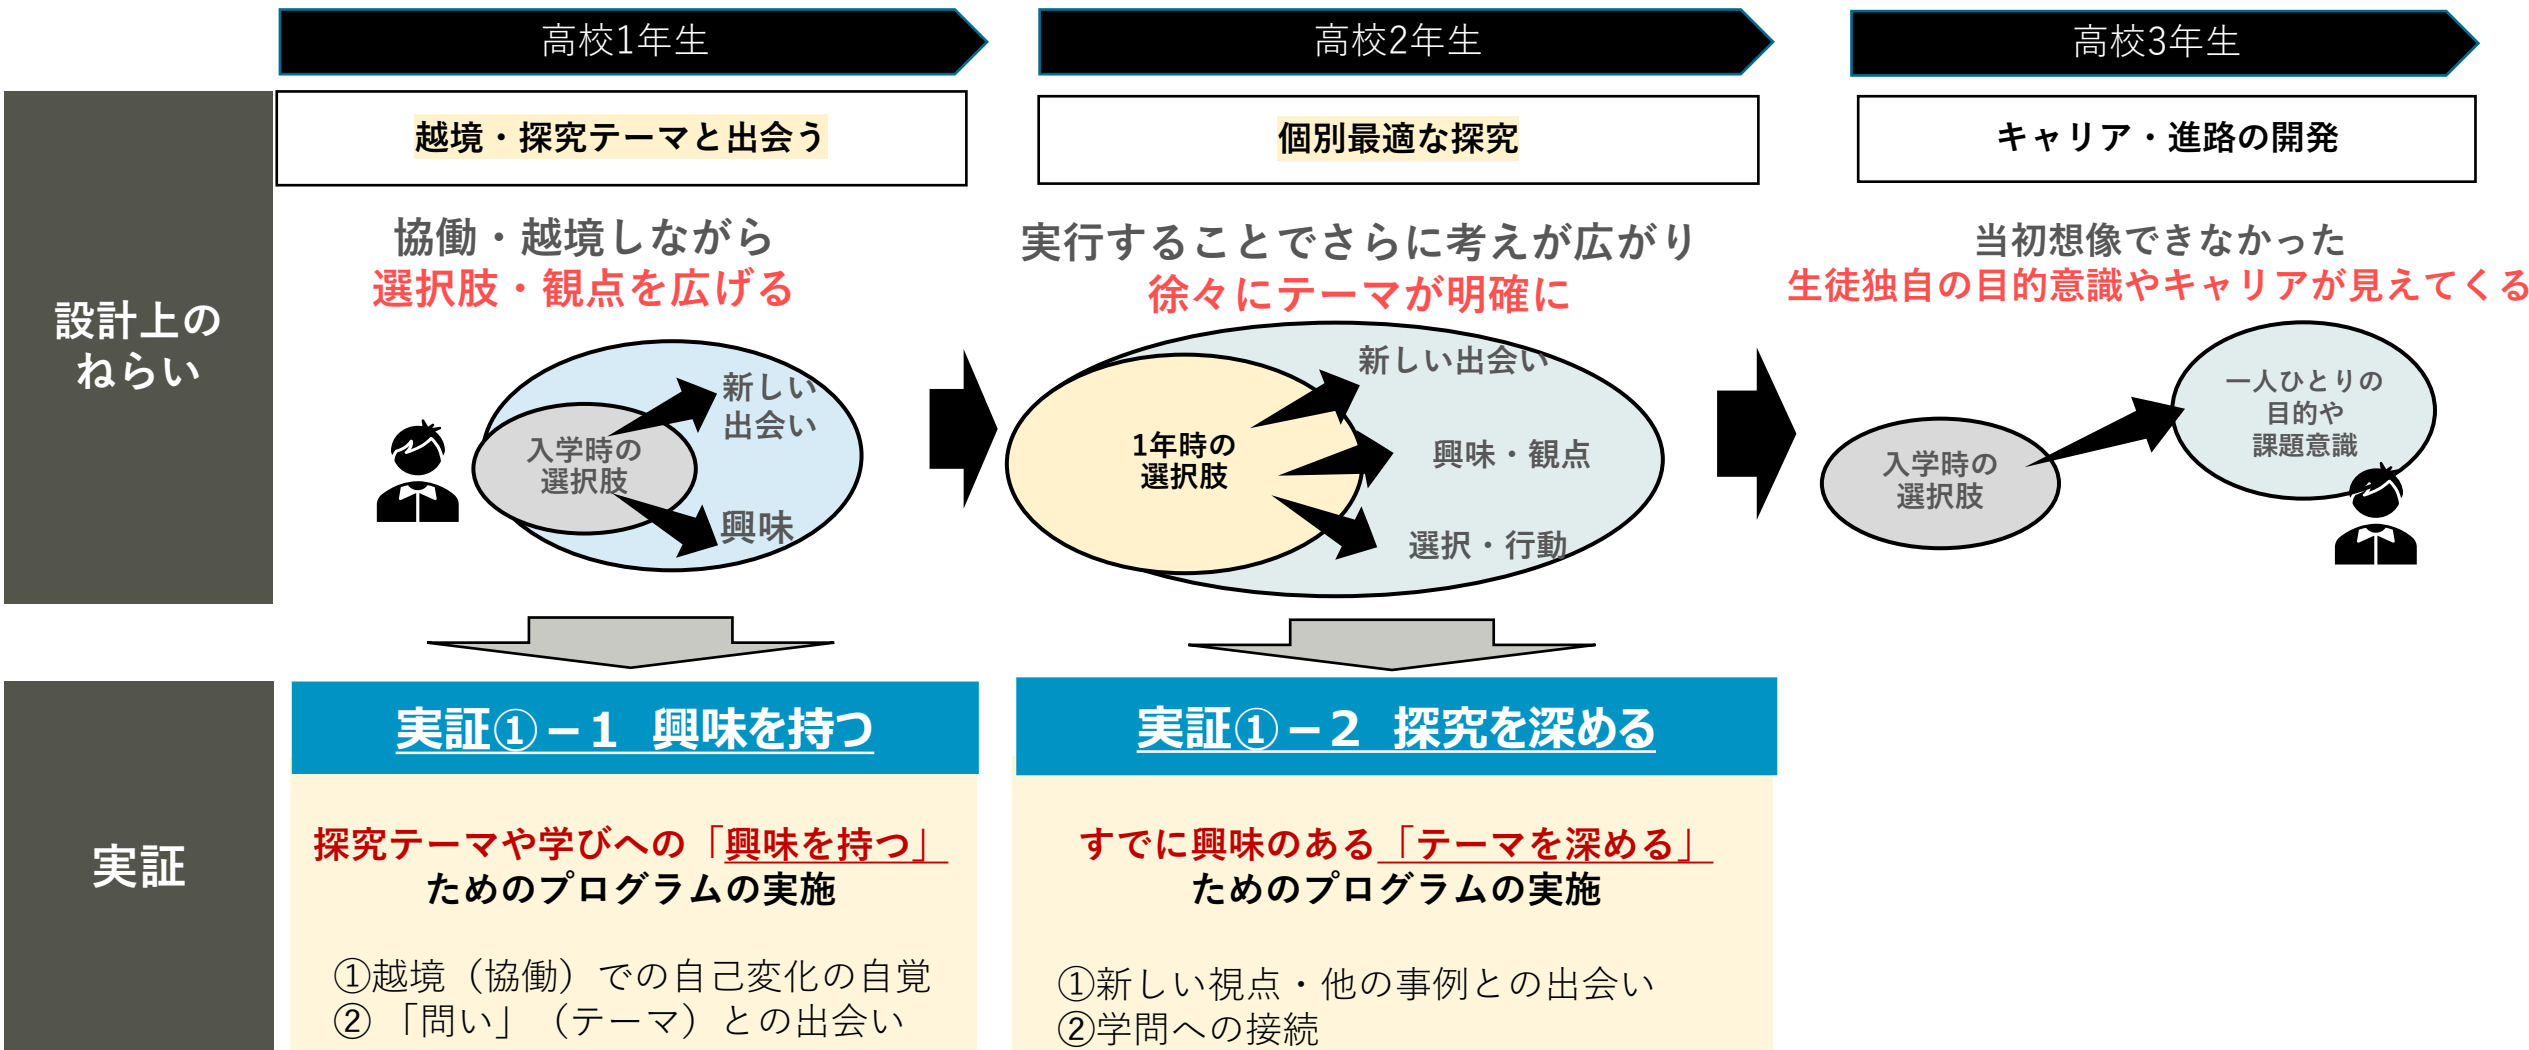 高校1年生
高校2年生
高校3年生
設計上の
ねらい
越境・探究テーマと出会う
個別最適な探究
キャリア・進路の開発
協働・越境しながら
選択肢・観点を広げる
実行することでさらに考えが広がり
徐々にテーマが明確に
当初想像できなかった
生徒独自の目的意識やキャリアが見えてくる
入学時の
選択肢
新しい
出会い
興味
1年時の
選択肢
新しい出会い
興味・観点
選択・行動
入学時の
選択肢
一人ひとりの
目的や
課題意識
実証
実証①－１ 興味を持つ
探究テーマや学びへの「興味を持つ」
ためのプログラムの実施
①越境（協働）での自己変化の自覚
②「問い」（テーマ）との出会い
実証①－２ 探究を深める
すでに興味のある「テーマを深める」
ためのプログラムの実施
①新しい視点・他の事例との出会い
②学問への接続